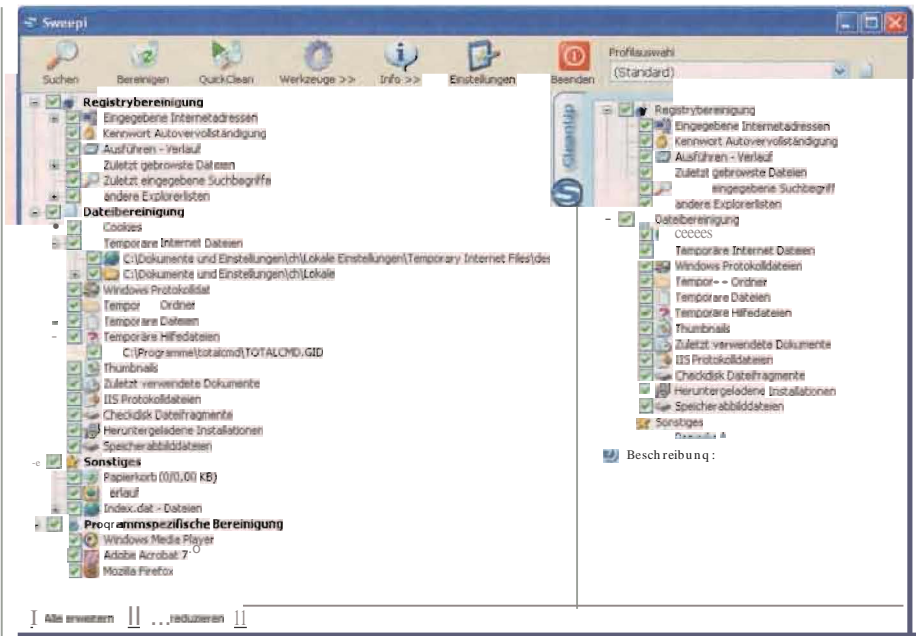 Sweepi
Suchen Bereinigen QuickClean Werkzeuge >> Info >> Einstellungen Beenden
Profilauswahl
(Standard)
Registrybereinigung
Eingegebene Internetadressen
Kennwort Autovervollständigung
Ausführen - Verlauf
Zuletzt gebrowste Dateien
Zuletzt eingegebene Suchbegriffe
andere Explorerlisten
Dateibereinigung
Cookies
Temporäre Internet Dateien
C:\Dokumente und Einstellungen\ch\Lokale Einstellungen\Temporary Internet Files\des
C:\Dokumente und Einstellungen\ch\Lokale
Windows Protokolldat
Tempor Ordner
Temporäre Dateien
Temporäre Hilfedateien
C:\Programme\totalcmd\TOTALCMD.GID
Thumbnails
Zuletzt verwendete Dokumente
IIS Protokolldateien
Checkdisk Dateifragmente
Heruntergeladene Installationen
Speicherabbilddateien
Sonstiges
Papierkorb (0/0,00 KB)
erlauf
Index.dat - Dateien
Programmspezifische Bereinigung
Windows Media Player
Adobe Acrobat 7.0
Mozilla Firefox
Alle erweitern ...reduzieren
CleanUp
Registrybereinigung
Eingegebene Internetadressen
Kennwort Autovervollständigung
Ausführen - Verlauf
Zuletzt gebrowste Dateien
eingegebene Suchbegriff
andere Explorerlisten
Dateibereinigung
ceeees
Temporäre Internet Dateien
Windows Protokolldateien
Tempor-- Ordner
Temporäre Dateien
Temporäre Hilfedateien
Thumbnails
Zuletzt verwendete Dokumente
IIS Protokolldateien
Checkdisk Dateifragmente
Heruntergeladene Installationen
Speicherabbilddateien
Sonstiges
Beschreibung: